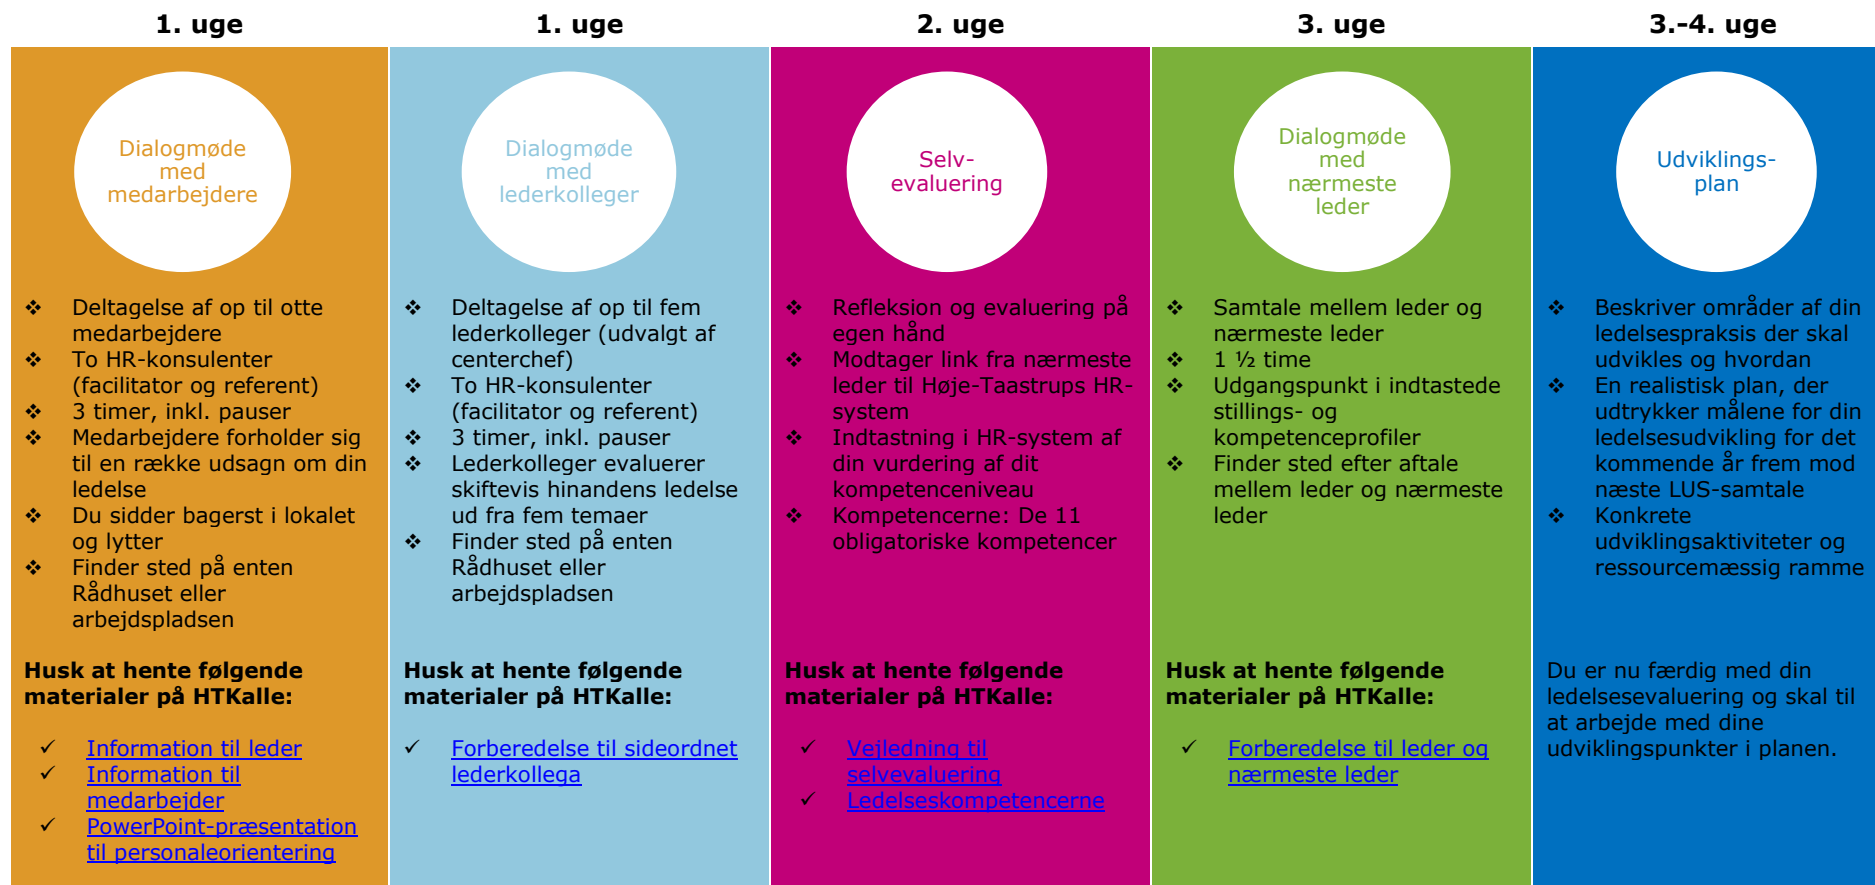 1. uge
Dialogmøde
med
medarbejdere
❖ Deltagelse af op til otte
medarbejdere
❖ To HR-konsulenter
(facilitator og referent)
❖ 3 timer, inkl. pauser
❖ Medarbejdere forholder sig
til en række udsagn om din
ledelse
❖ Du sidder bagerst i lokalet
og lytter
❖ Finder sted på enten
Rådhuset eller
arbejdspladsen
Husk at hente følgende
materialer på HTKalle:
✓ Information til leder
✓ Information til
medarbejder
✓ PowerPoint-præsentation
til personaleorientering
1. uge
Dialogmøde
med
lederkolleger
❖ Deltagelse af op til fem
lederkolleger (udvalgt af
centerchef)
❖ To HR-konsulenter
(facilitator og referent)
❖ 3 timer, inkl. pauser
❖ Lederkolleger evaluerer
skiftevis hinandens ledelse
ud fra fem temaer
❖ Finder sted på enten
Rådhuset eller
arbejdspladsen
Husk at hente følgende
materialer på HTKalle:
✓ Forberedelse til sideordnet
lederkollega
2. uge
Selv-
evaluering
❖ Refleksion og evaluering på
egen hånd
❖ Modtager link fra nærmeste
leder til Høje-Taastrups HR-
system
❖ Indtastning i HR-system af
din vurdering af dit
kompetenceniveau
❖ Kompetencerne: De 11
obligatoriske kompetencer
Husk at hente følgende
materialer på HTKalle:
✓ Vejledning til
selvevaluering
✓ Ledelseskompetencerne
3. uge
Dialogmøde
med
nærmeste
leder
❖ Samtale mellem leder og
nærmeste leder
❖ 1 ½ time
❖ Udgangspunkt i indtastede
stillings- og
kompetenceprofiler
❖ Finder sted efter aftale
mellem leder og nærmeste
leder
Husk at hente følgende
materialer på HTKalle:
✓ Forberedelse til leder og
nærmeste leder
3.-4. uge
Udviklings-
plan
❖ Beskriver områder af din
ledelsespraksis der skal
udvikles og hvordan
❖ En realistisk plan, der
udtrykker målene for din
ledelsesudvikling for det
kommende år frem mod
næste LUS-samtale
❖ Konkrete
udviklingsaktiviteter og
ressourcemæssig ramme
Du er nu færdig med din
ledelsesevaluering og skal til
at arbejde med dine
udviklingspunkter i planen.